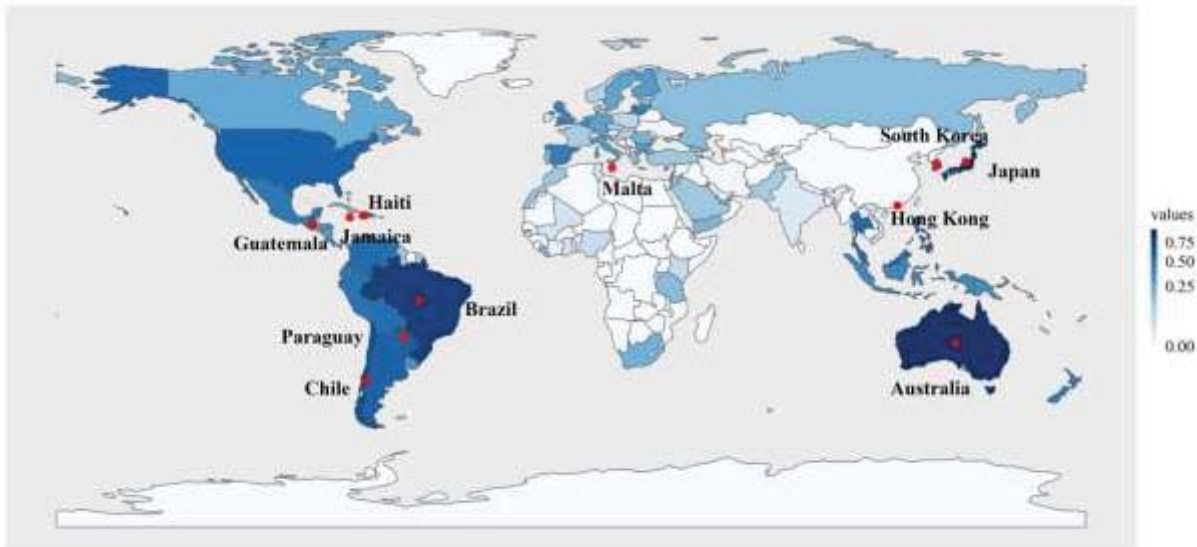 South Korea
Japan
Malta
Haiti
Hong Kong
Guatemala
Jamaica
values
0.75
0.50
0.25
0.00
Brazil
Paraguay
Chile
Australia